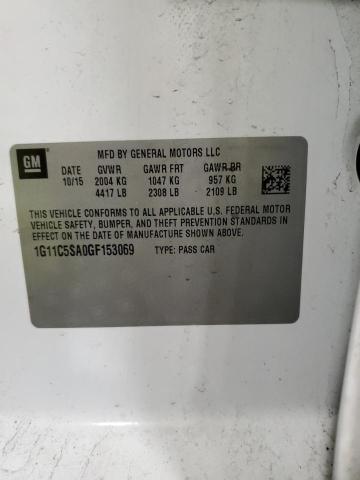 GM
MFD BY GENERAL MOTORS LLC
DATE GVWR GAWR FRT GAWR RR
10/15 2004 KG 1047 KG 957 KG
4417 LB 2308 LB 2109 LB
THIS VEHICLE CONFORMS TO ALL APPLICABLE U.S. FEDERAL MOTOR
VEHICLE SAFETY, BUMPER, AND THEFT PREVENTION STANDARDS IN
EFFECT ON THE DATE OF MANUFACTURE SHOWN ABOVE.
1G11C5SA0GF153069 TYPE: PASS CAR